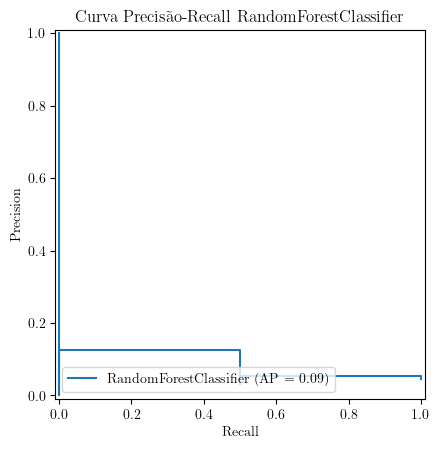 Curva Precisão-Recall RandomForestClassifier
1.0
0.8
0.6
0.4
0.2
0.0
Precision
RandomForestClassifier (AP = 0.09)
0.0 0.2 0.4 0.6 0.8 1.0
Recall